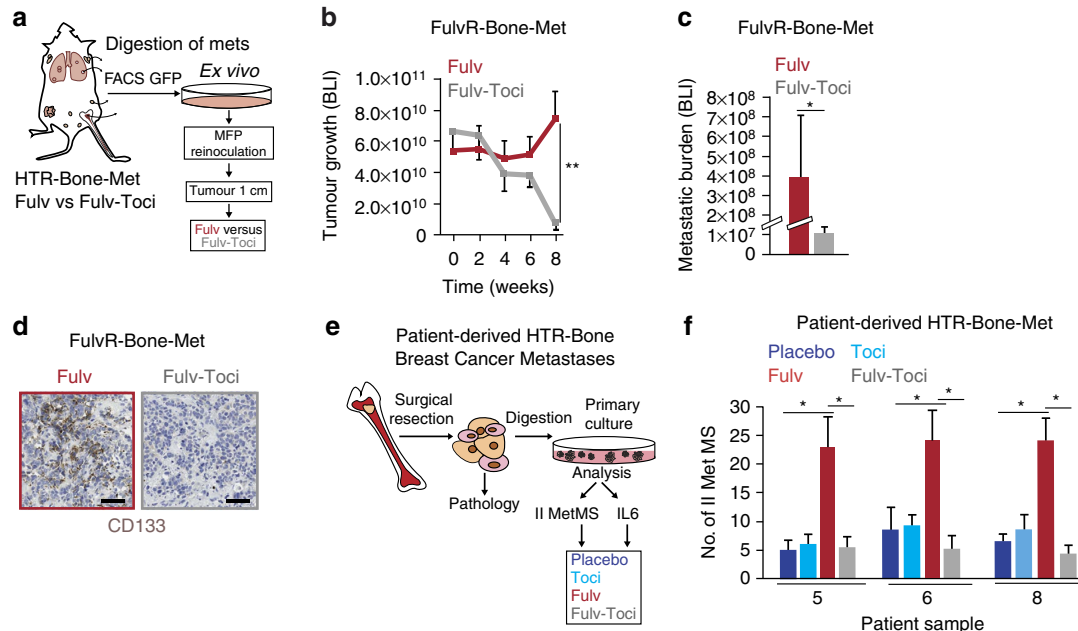 a
Digestion of mets
FACS GFP
Ex vivo
MFP
reinoculation
Tumour 1 cm
Fulv versus
Fulv-Toci
HTR-Bone-Met
Fulv vs Fulv-Toci
b
FulvR-Bone-Met
Fulv
Fulv-Toci
Tumour growth (BLI)
1.0×10¹¹
8.0×10¹⁰
6.0×10¹⁰
4.0×10¹⁰
2.0×10¹⁰
0
**
0 2 4 6 8
Time (weeks)
c
FulvR-Bone-Met
Fulv
Fulv-Toci
Metastatic burden (BLI)
8×10⁸
7×10⁸
6×10⁸
5×10⁸
4×10⁸
3×10⁸
2×10⁸
1×10⁷
0
*
d
FulvR-Bone-Met
Fulv
Fulv-Toci
CD133
e
Patient-derived HTR-Bone
Breast Cancer Metastases
Surgical
resection
Digestion
Primary
culture
Pathology
Analysis
II MetMS
IL6
Placebo
Toci
Fulv
Fulv-Toci
f
Patient-derived HTR-Bone-Met
Placebo Toci
Fulv Fulv-Toci
No. of II Met MS
30
25
20
15
10
5
0
* * * * * *
5 6 8
Patient sample